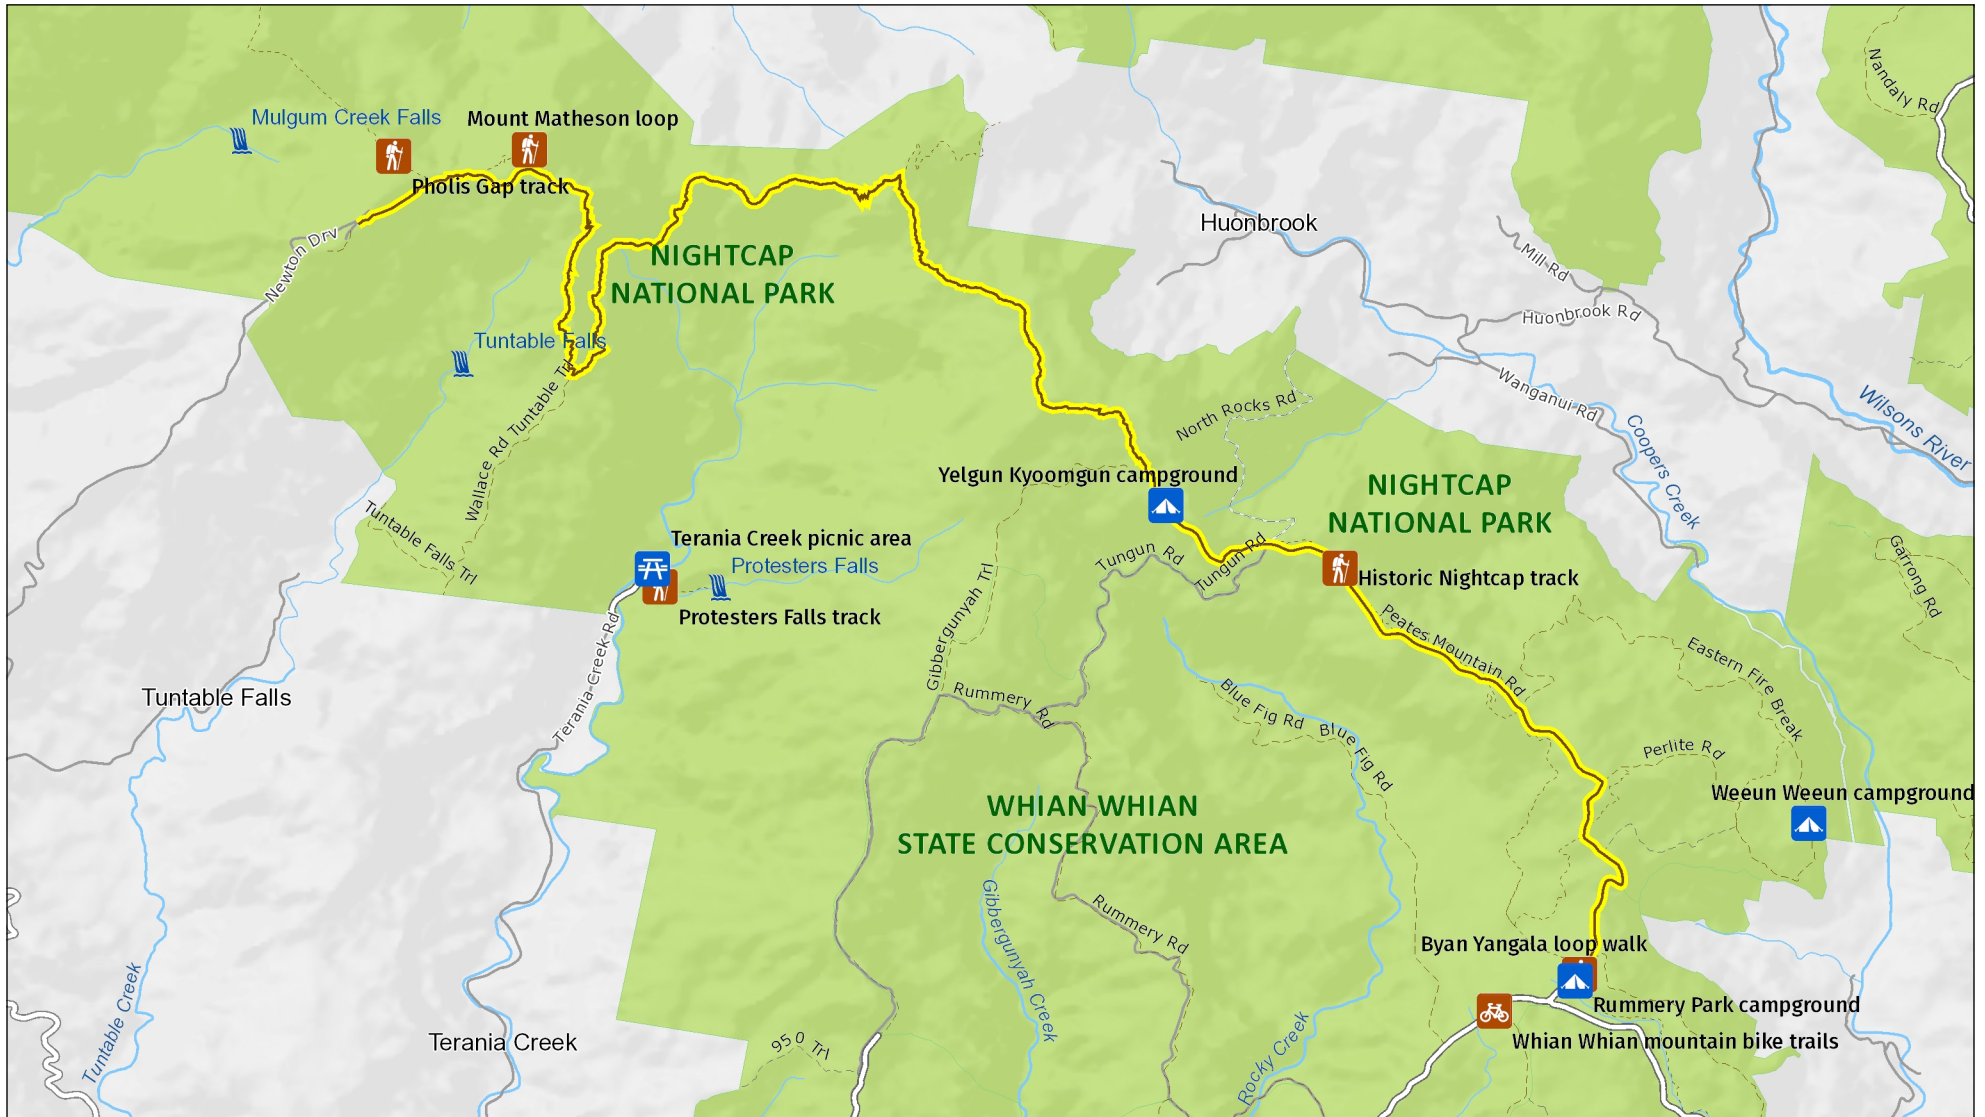 Nandaly Rd
Mulgum Creek Falls
Mount Matheson loop
Pholis Gap track
Newton Drv
Huonbrook
NIGHTCAP
NATIONAL PARK
Mill Rd
Huonbrook Rd
Tuntable Falls
Wallace Rd Tuntable Trl
Wanganui Rd
Wilsons River
North Rocks Rd
Coopers Creek
Yelgun Kyoomgun campground
NIGHTCAP
NATIONAL PARK
Tuntable Falls Trl
Terania Creek picnic area
Protesters Falls
Protesters Falls track
Tungun Rd
Tungun Rd
Historic Nightcap track
Garrong Rd
Gibbergunyah Trl
Peates Mountain Rd
Terania Creek Rd
Eastern Fire Break
Tuntable Falls
Rummery Rd
Blue Fig Rd
Blue Fig Rd
Perlite Rd
Weeun Weeun campground
WHIAN WHIAN
STATE CONSERVATION AREA
Gibbergunyah Creek
Rummery Rd
Byan Yangala loop walk
Rummery Park campground
Tuntable Creek
Terania Creek
950 Trl
Rocky Creek
Whian Whian mountain bike trails